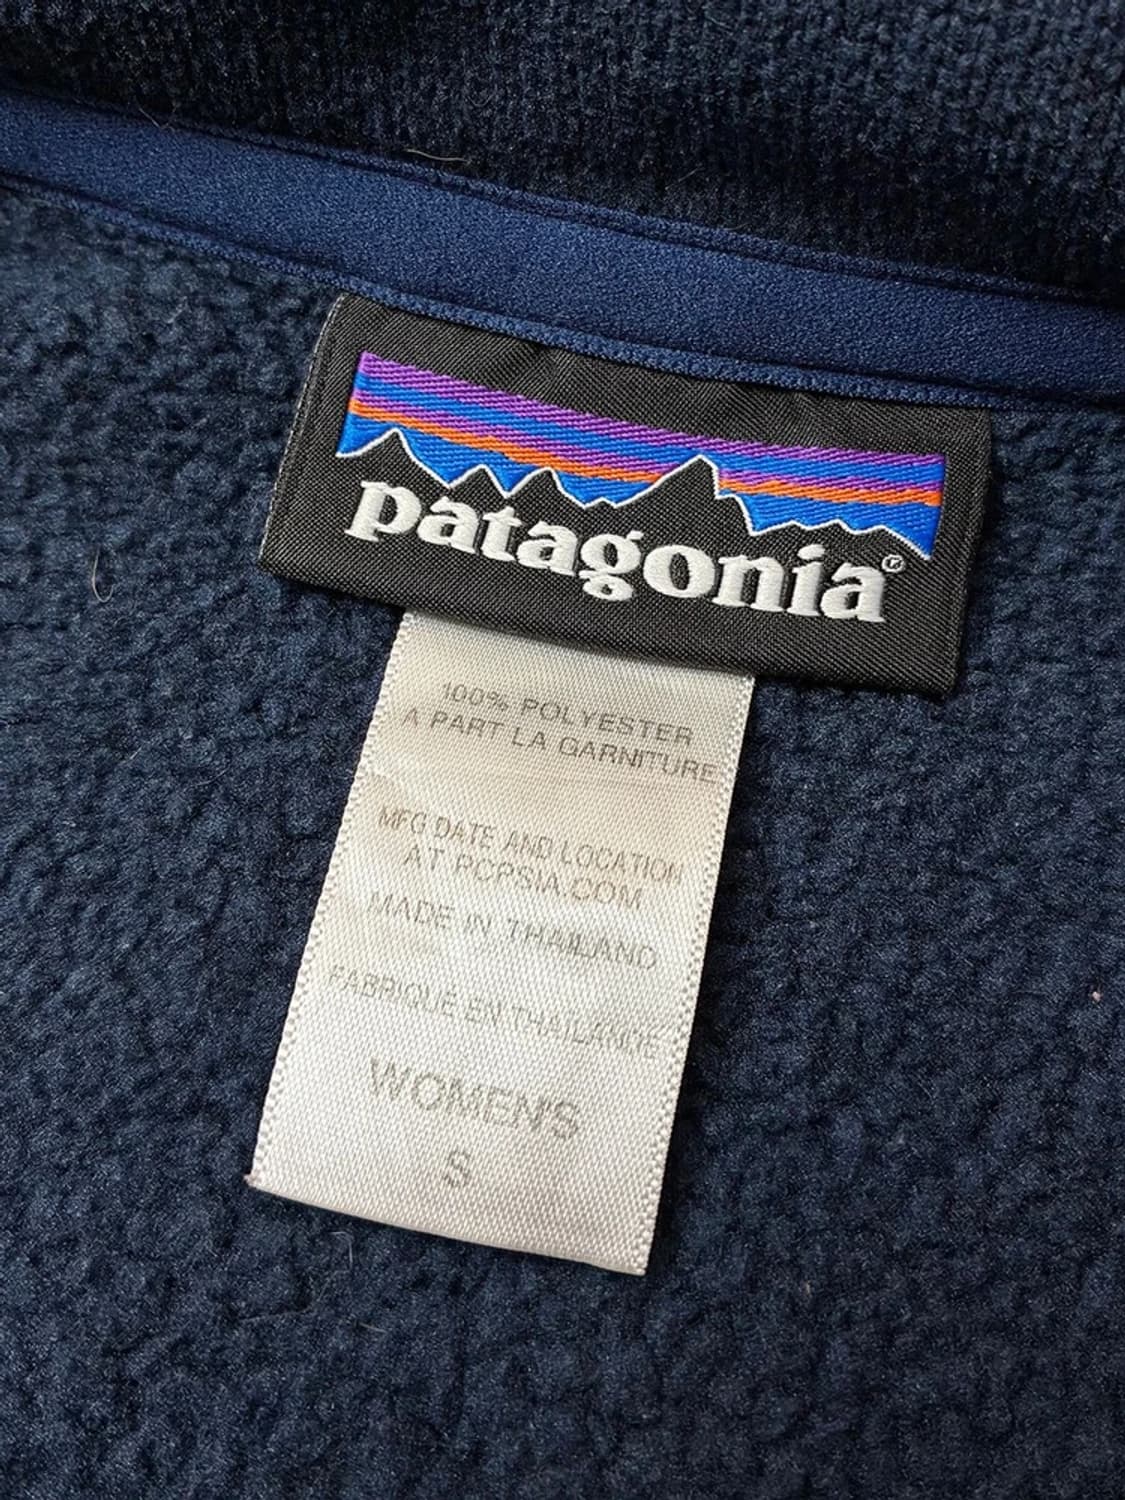 patagonia®
100% POLYESTER
A PART LA GARNITURE
MFG DATE AND LOCATION
AT PCPSIA.COM
MADE IN THAILAND
FABRIQUÉ EN THAILANDE
WOMEN'S
S